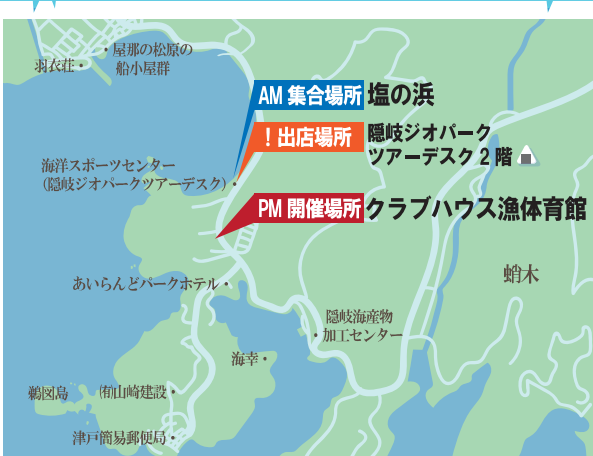 ・屋那の松原の
船小屋群
羽衣荘・
AM 集合場所 塩の浜
！出店場所 隠岐ジオパーク
ツアーデスク 2 階
海洋スポーツセンター
（隠岐ジオパークツアーデスク）・
PM 開催場所 クラブハウス漁体育館
蛸木
あいらんどパークホテル・
隠岐海産物
・加工センター
海幸・
鵜図島
㈲山崎建設・
津戸簡易郵便局・